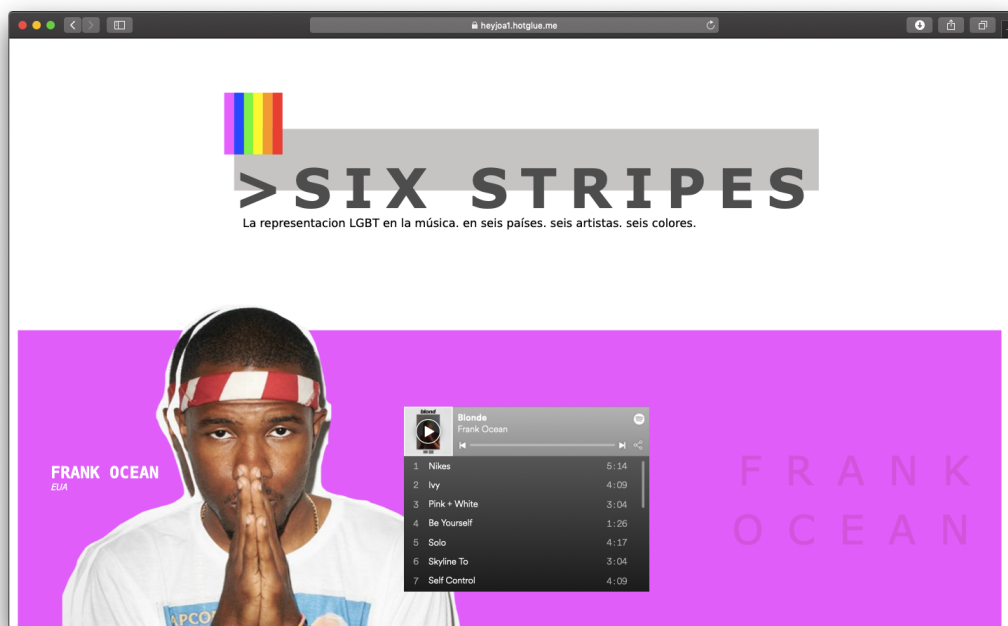 heyjoa1.hotglue.me
>SIX STRIPES
La representacion LGBT en la música. en seis países. seis artistas. seis colores.
FRANK OCEAN
EUA
blond
Blonde
Frank Ocean
1 Nikes 5:14
2 Ivy 4:09
3 Pink + White 3:04
4 Be Yourself 1:26
5 Solo 4:17
6 Skyline To 3:04
7 Self Control 4:09
FRANK
OCEAN